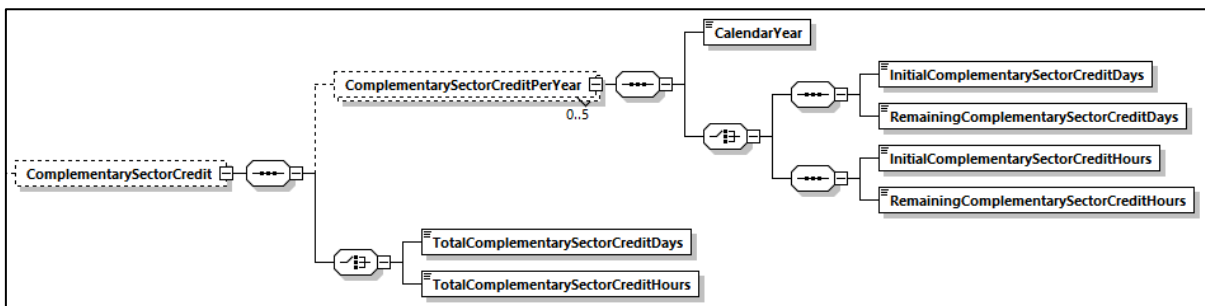 CalendarYear
ComplementarySectorCreditPerYear
0..5
InitialComplementarySectorCreditDays
RemainingComplementarySectorCreditDays
InitialComplementarySectorCreditHours
RemainingComplementarySectorCreditHours
ComplementarySectorCredit
TotalComplementarySectorCreditDays
TotalComplementarySectorCreditHours